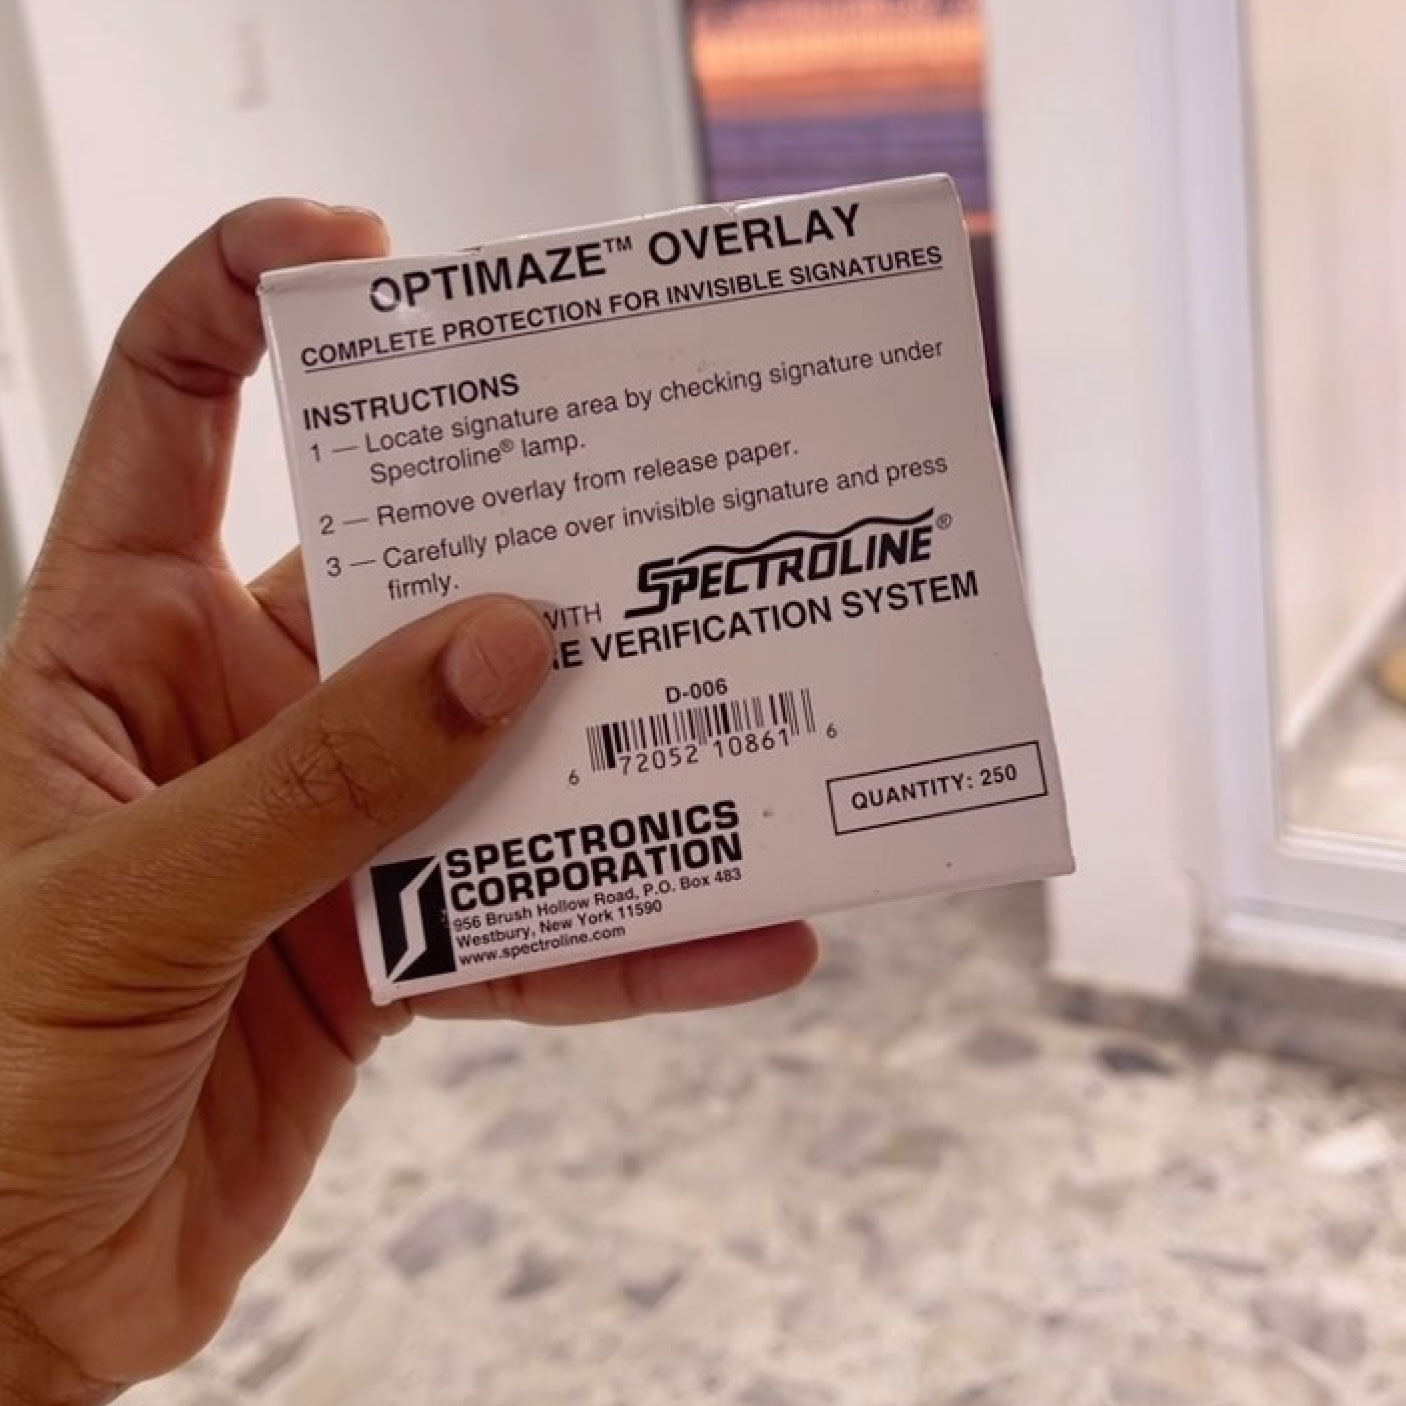 OPTIMAZE™ OVERLAY
COMPLETE PROTECTION FOR INVISIBLE SIGNATURES
INSTRUCTIONS
1 — Locate signature area by checking signature under
Spectroline® lamp.
2 — Remove overlay from release paper.
3 — Carefully place over invisible signature and press
firmly.
WITH SPECTROLINE®
VERIFICATION SYSTEM
D-006
6 72052 10861 6
QUANTITY: 250
SPECTRONICS
CORPORATION
956 Brush Hollow Road, P.O. Box 483
Westbury, New York 11590
www.spectroline.com